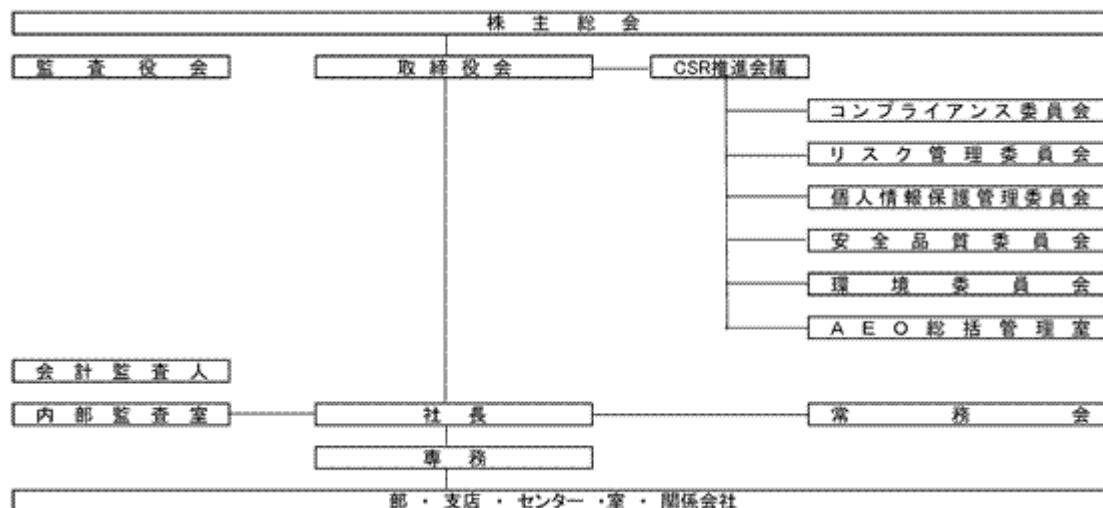 株主総会
監査役会
取締役会
CSR推進会議
コンプライアンス委員会
リスク管理委員会
個人情報保護管理委員会
安全品質委員会
環境委員会
AEO総括管理室
会計監査人
内部監査室
社長
常務会
専務
部・支店・センター・室・関係会社